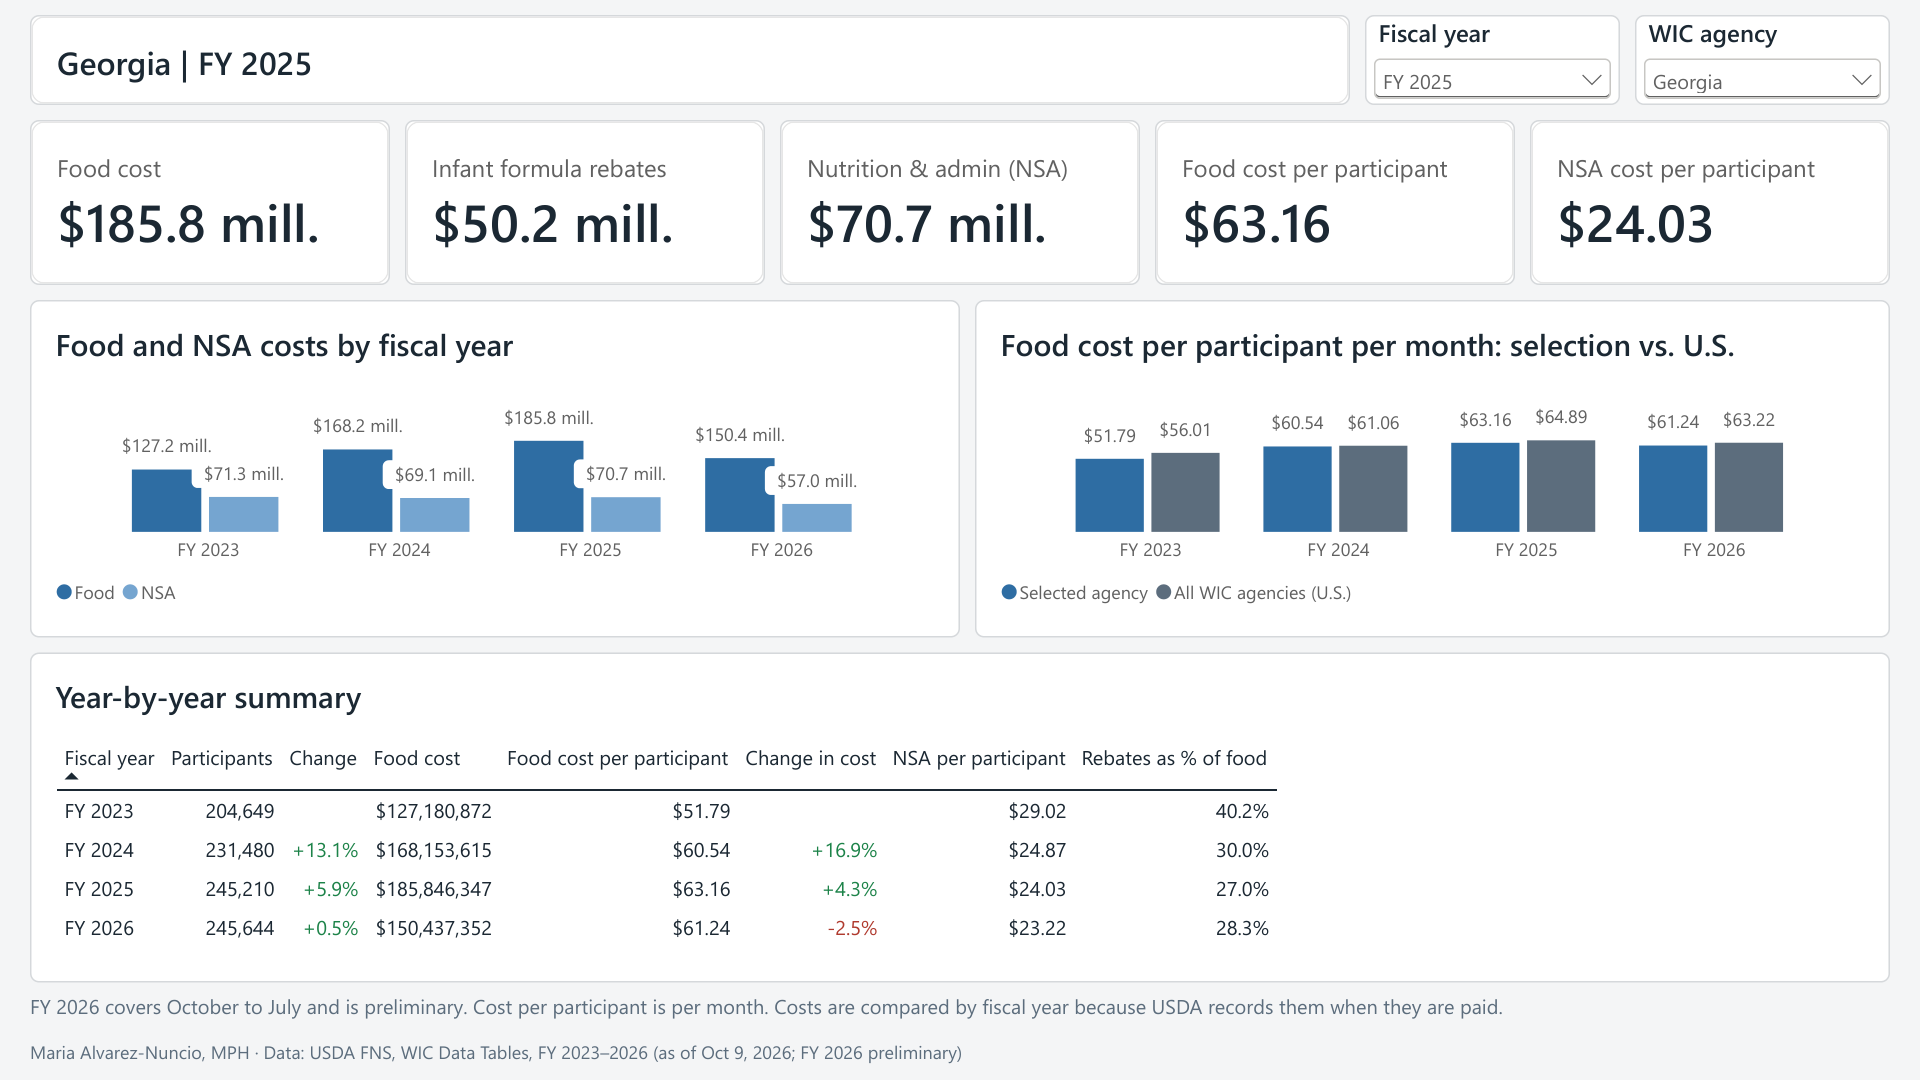 Georgia | FY 2025
Fiscal year
FY 2025
WIC agency
Georgia
Food cost
$185.8 mill.
Infant formula rebates
$50.2 mill.
Nutrition & admin (NSA)
$70.7 mill.
Food cost per participant
$63.16
NSA cost per participant
$24.03
Food and NSA costs by fiscal year
$127.2 mill. $71.3 mill. $168.2 mill. $69.1 mill. $185.8 mill. $70.7 mill. $150.4 mill. $57.0 mill.
FY 2023 FY 2024 FY 2025 FY 2026
Food NSA
Food cost per participant per month: selection vs. U.S.
$51.79 $56.01 $60.54 $61.06 $63.16 $64.89 $61.24 $63.22
FY 2023 FY 2024 FY 2025 FY 2026
Selected agency All WIC agencies (U.S.)
Year-by-year summary
Fiscal year Participants Change Food cost Food cost per participant Change in cost NSA per participant Rebates as % of food
FY 2023 204,649 $127,180,872 $51.79 $29.02 40.2%
FY 2024 231,480 +13.1% $168,153,615 $60.54 +16.9% $24.87 30.0%
FY 2025 245,210 +5.9% $185,846,347 $63.16 +4.3% $24.03 27.0%
FY 2026 245,644 +0.5% $150,437,352 $61.24 -2.5% $23.22 28.3%
FY 2026 covers October to July and is preliminary. Cost per participant is per month. Costs are compared by fiscal year because USDA records them when they are paid.
Maria Alvarez-Nuncio, MPH · Data: USDA FNS, WIC Data Tables, FY 2023–2026 (as of Oct 9, 2026; FY 2026 preliminary)